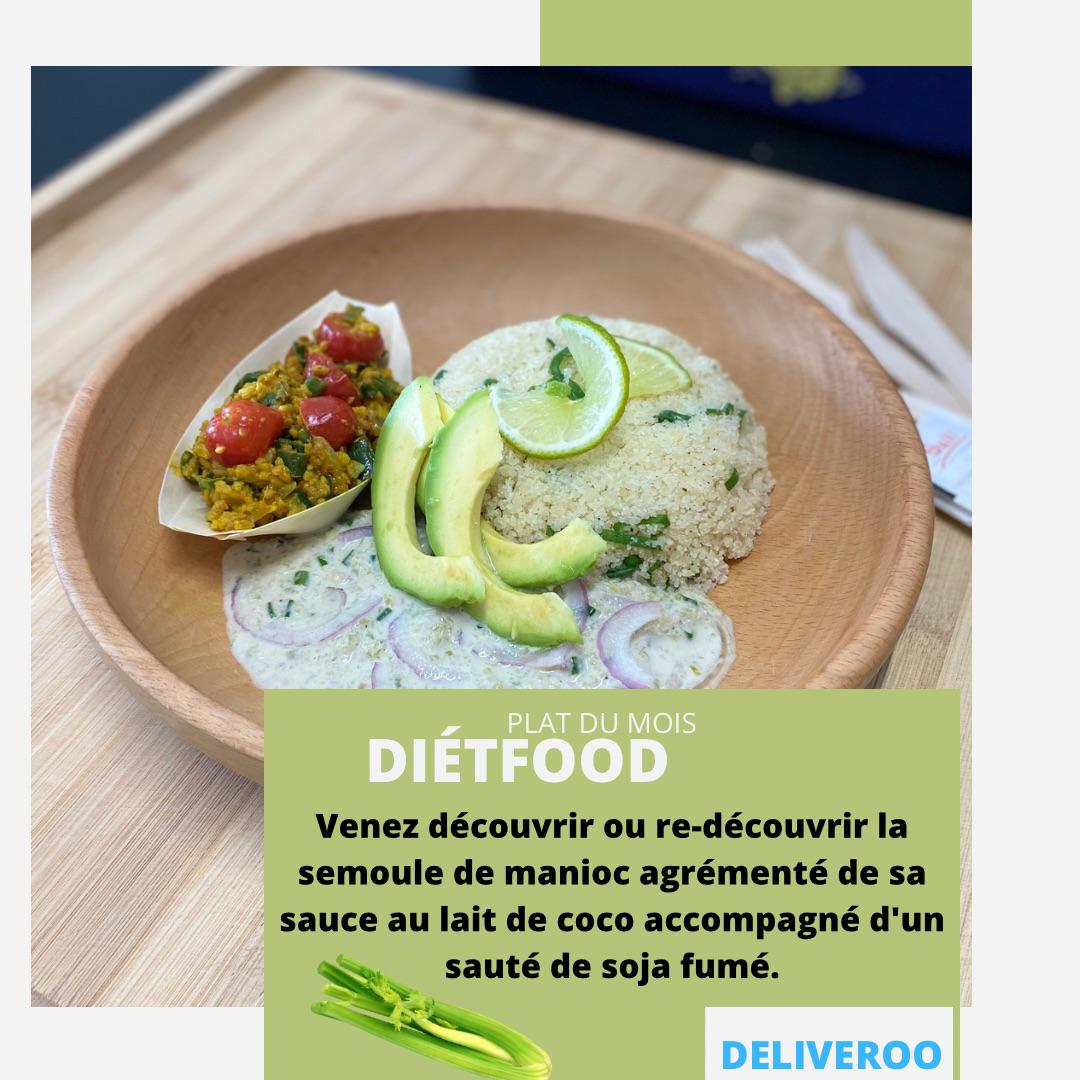 PLAT DU MOIS
DIÉTFOOD
Venez découvrir ou re-découvrir la
semoule de manioc agrémenté de sa
sauce au lait de coco accompagné d'un
sauté de soja fumé.
DELIVEROO